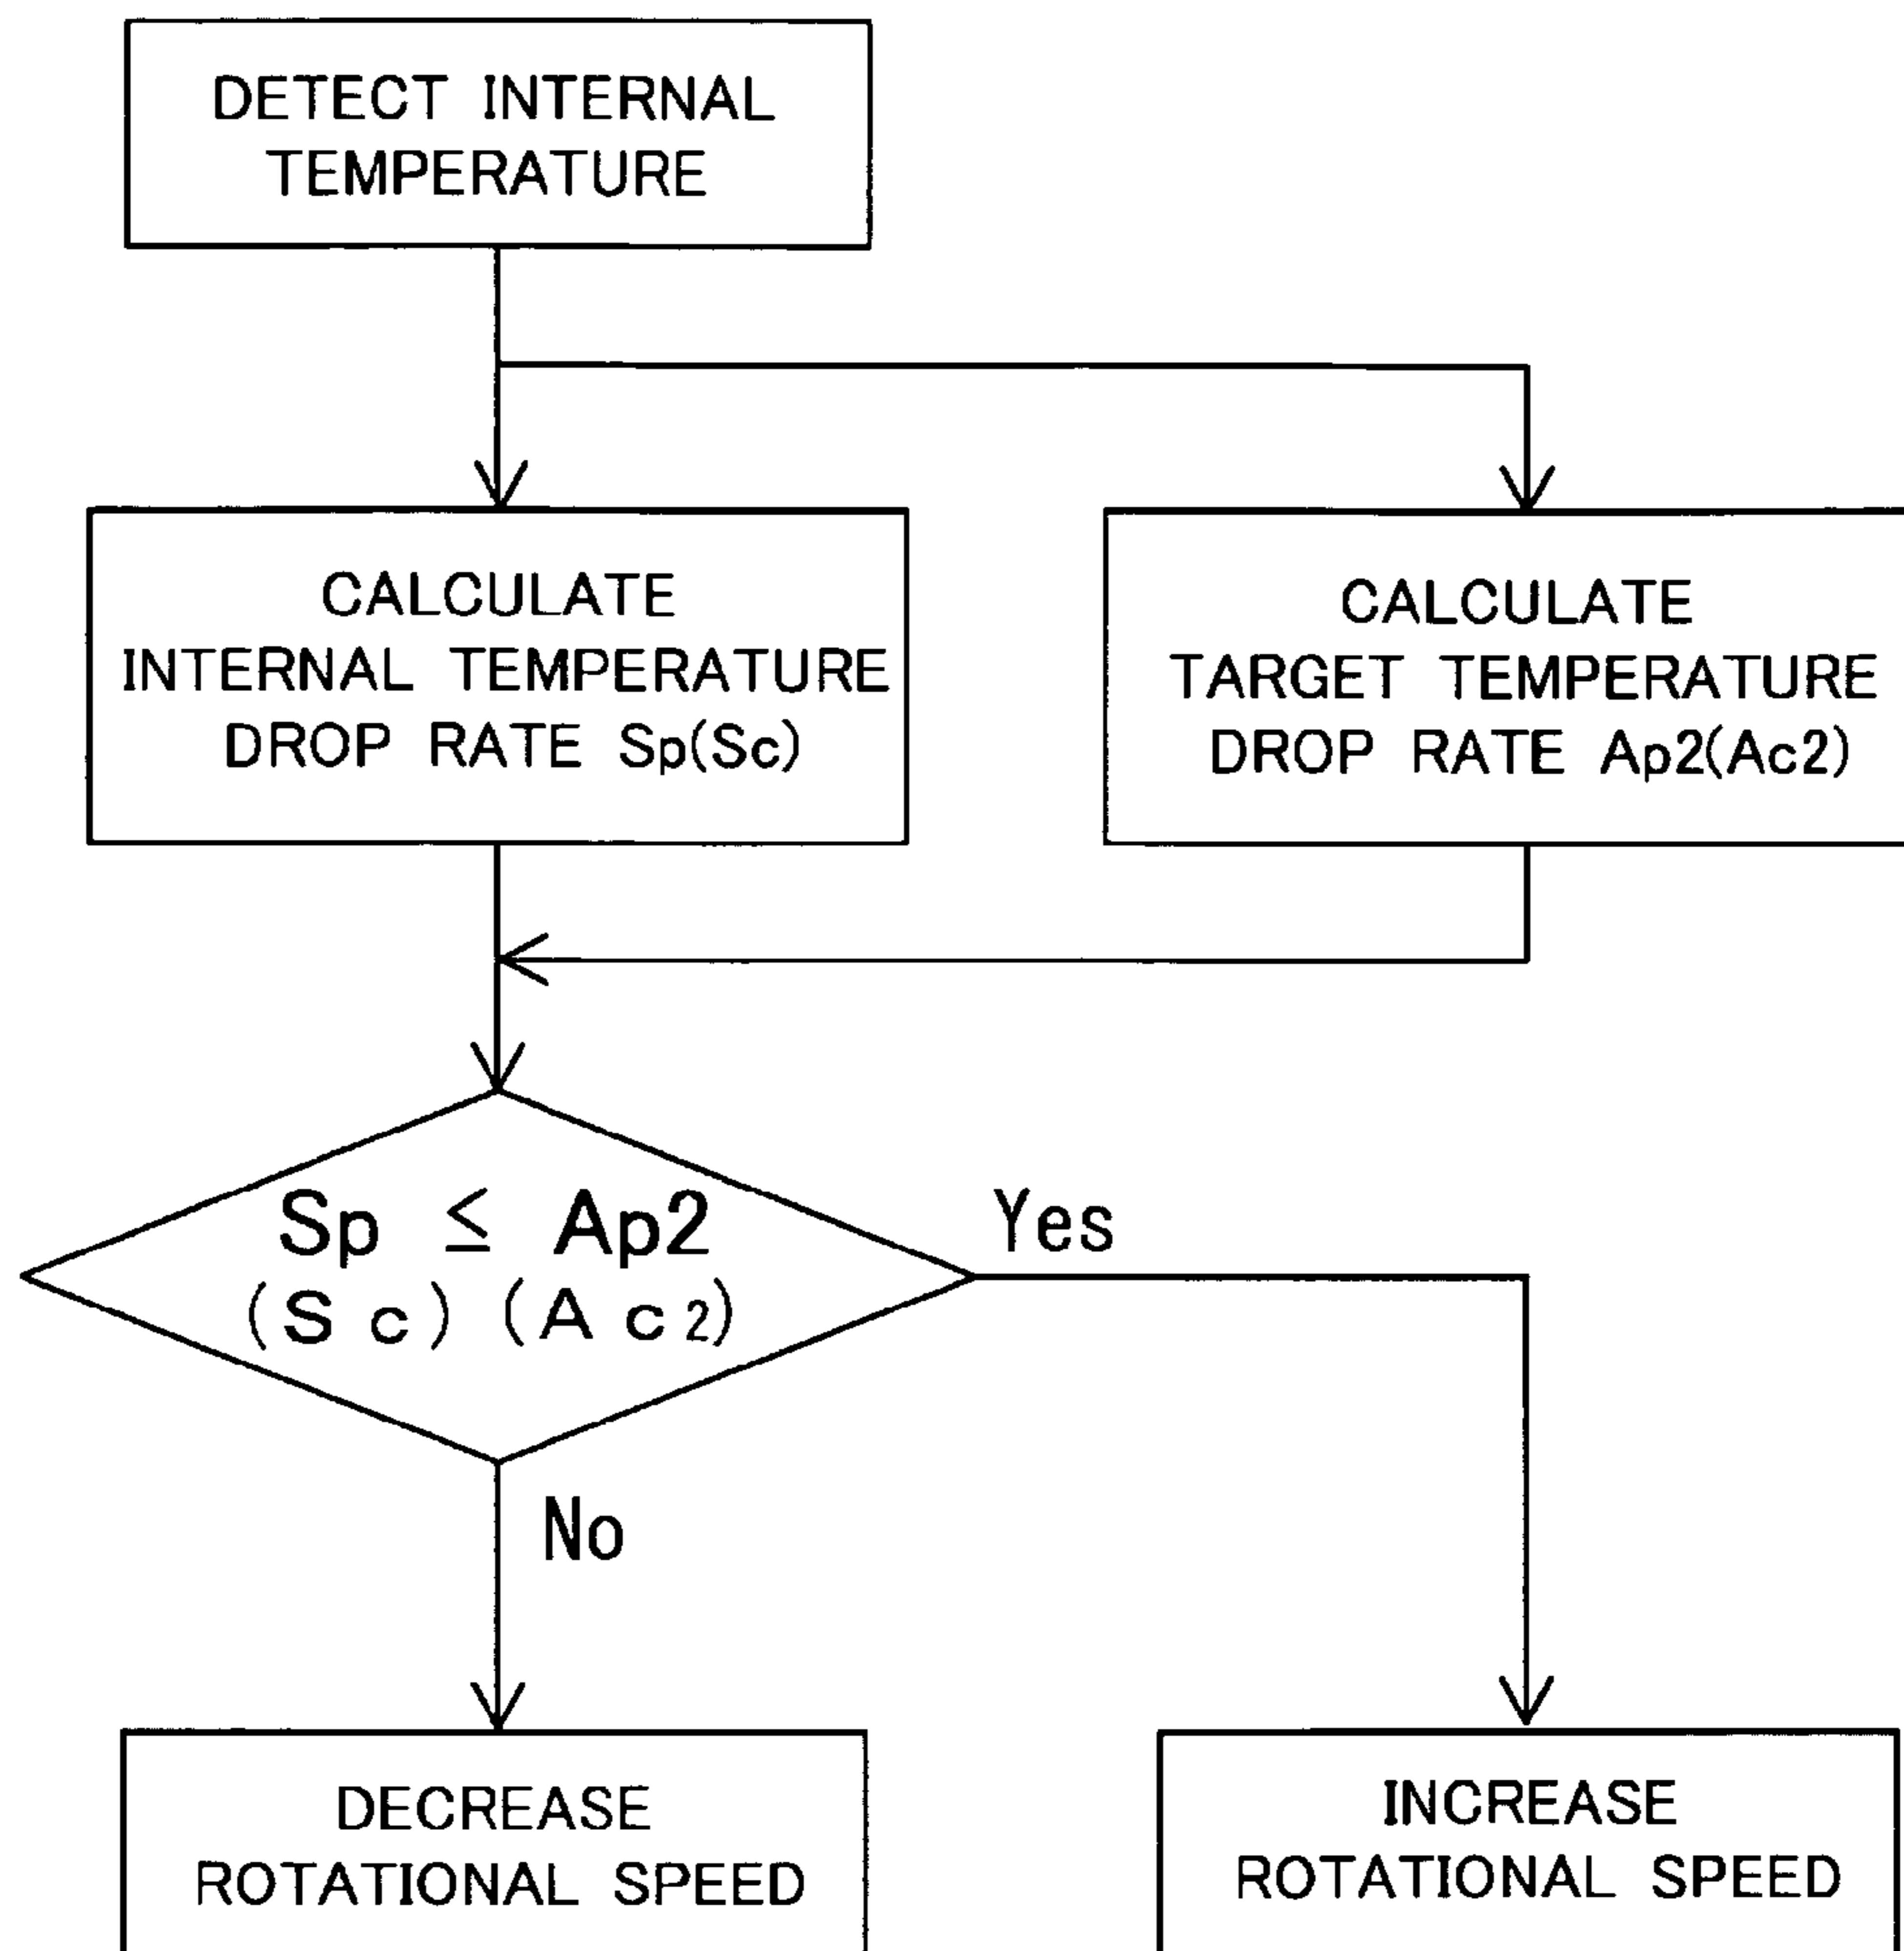 DETECT INTERNAL
TEMPERATURE
CALCULATE
INTERNAL TEMPERATURE
DROP RATE Sp(Sc)
CALCULATE
TARGET TEMPERATURE
DROP RATE Ap2(Ac2)
Sp ≤ Ap2
(Sc) (Ac2)
Yes
No
DECREASE
ROTATIONAL SPEED
INCREASE
ROTATIONAL SPEED